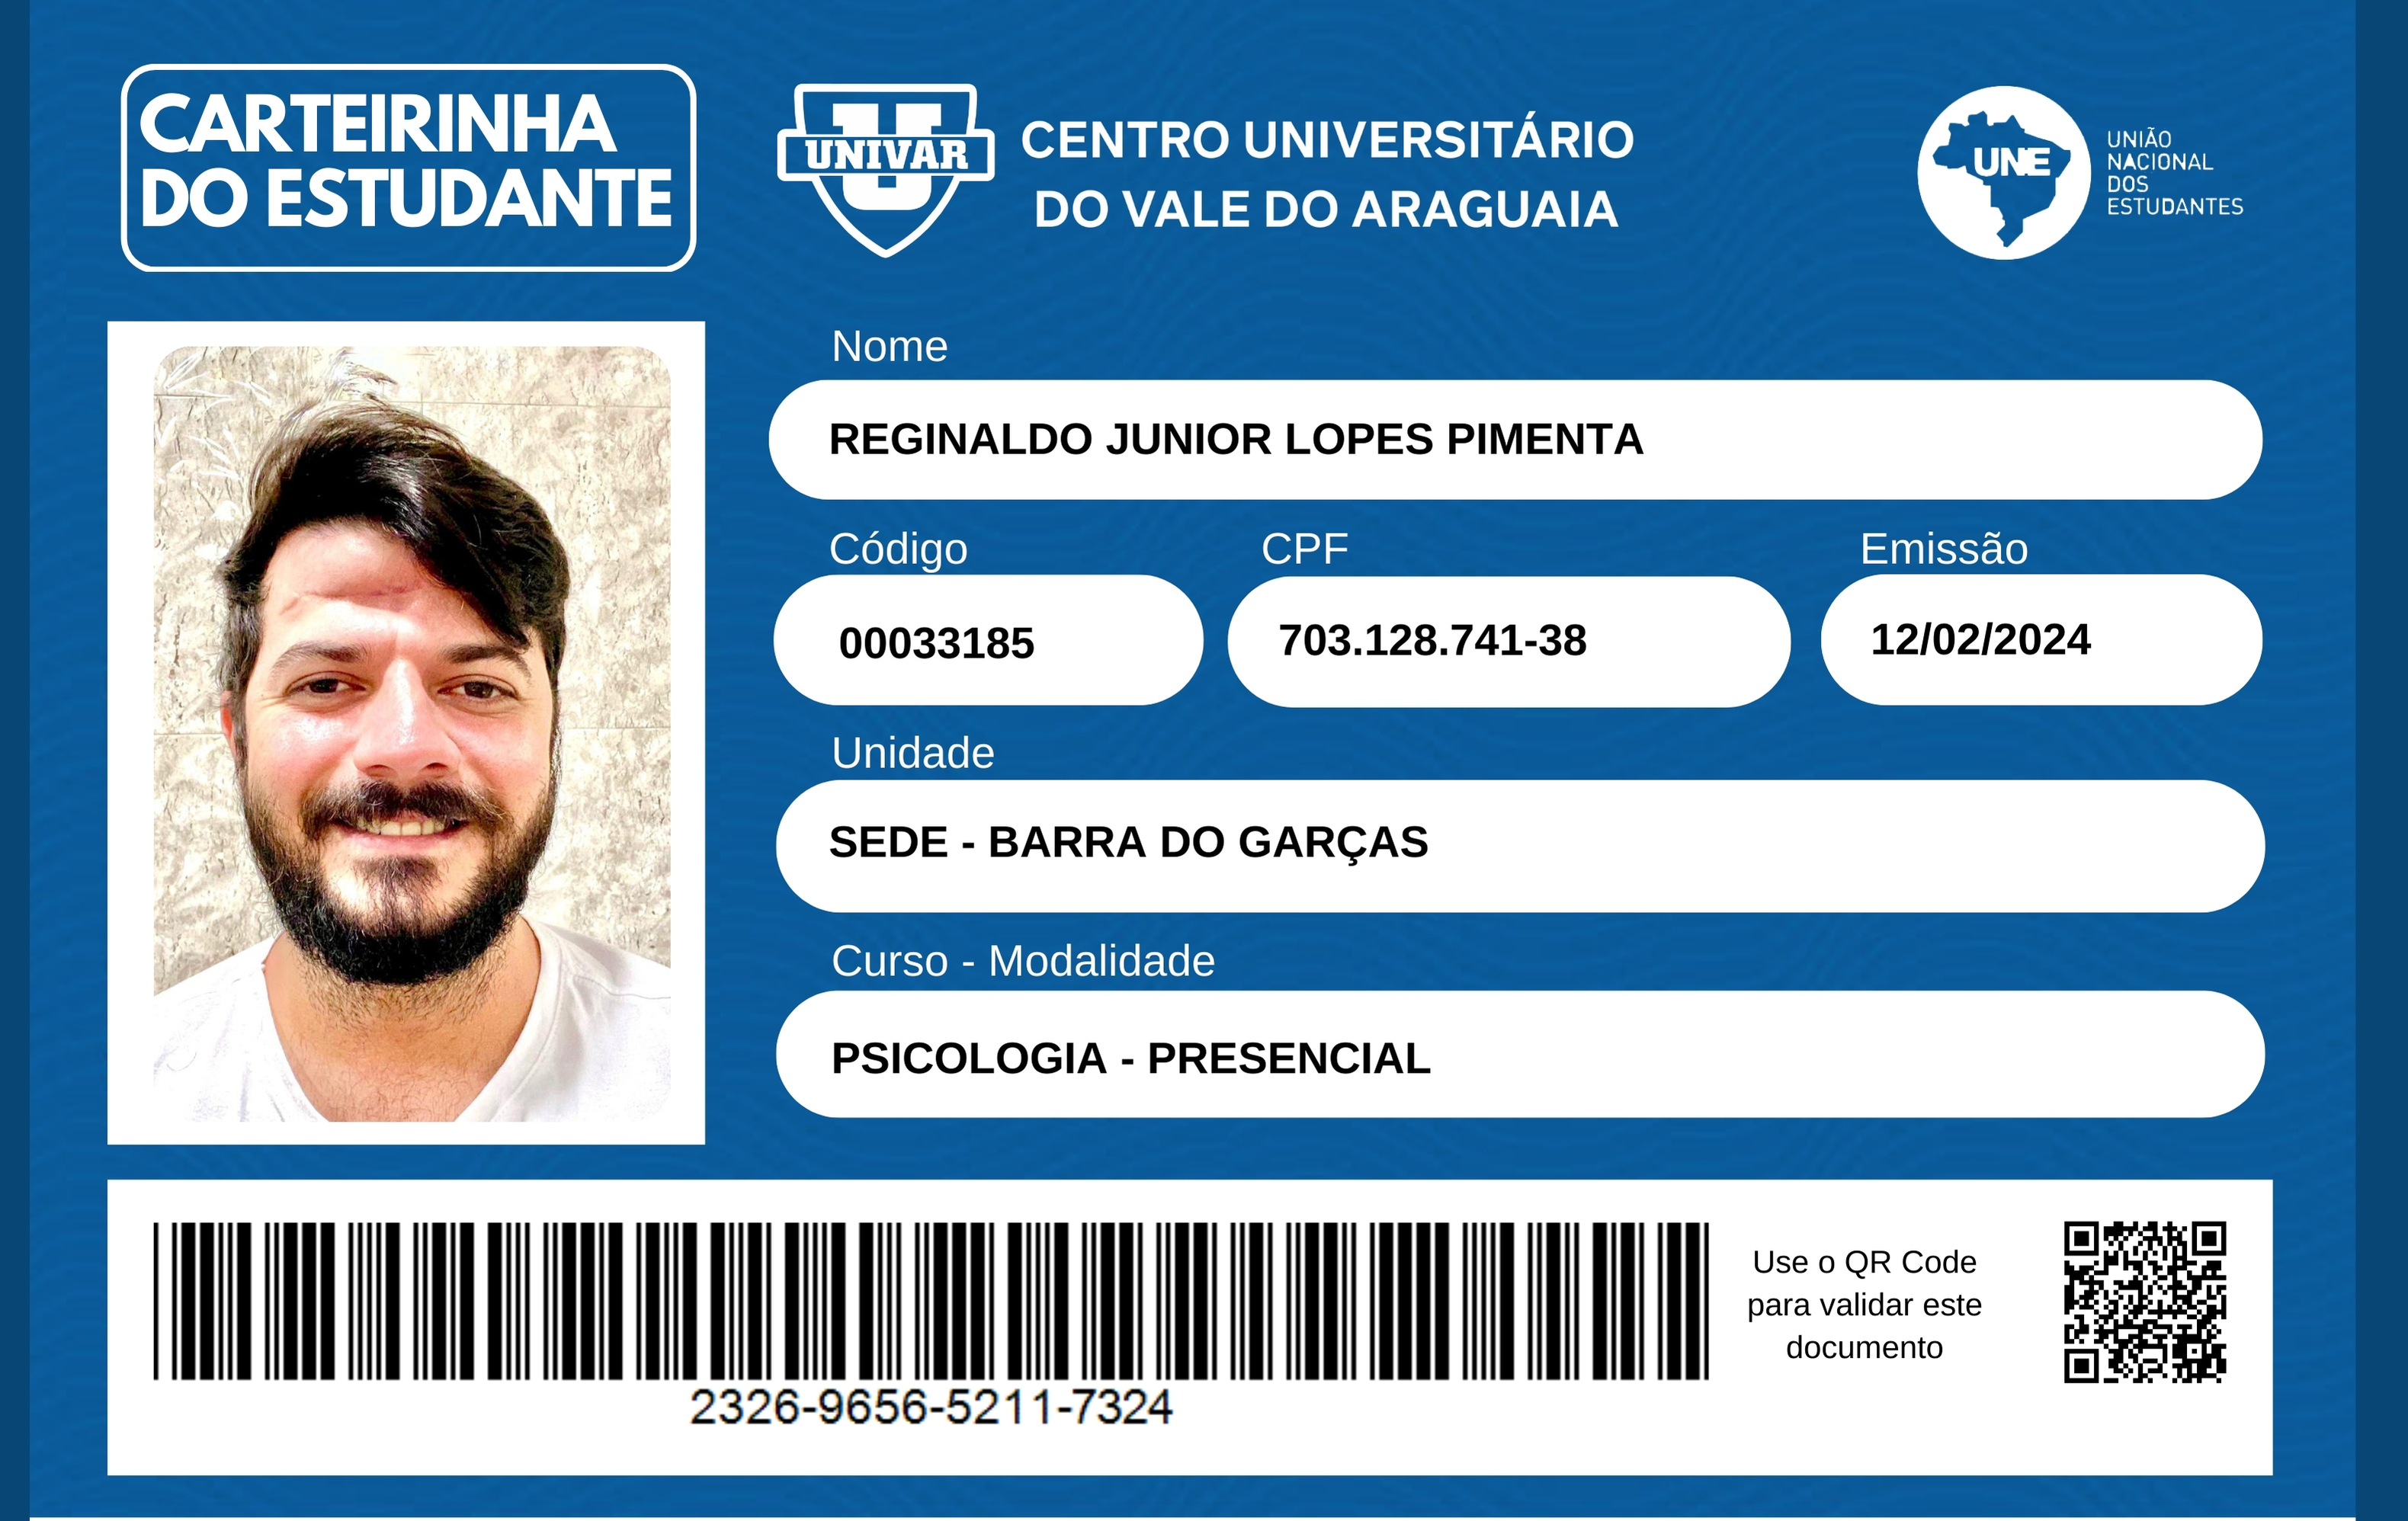 CARTEIRINHA
DO ESTUDANTE
UNIVAR
CENTRO UNIVERSITÁRIO
DO VALE DO ARAGUAIA
UNE
UNIÃO
NACIONAL
DOS
ESTUDANTES
Nome
REGINALDO JUNIOR LOPES PIMENTA
Código
00033185
CPF
703.128.741-38
Emissão
12/02/2024
Unidade
SEDE - BARRA DO GARÇAS
Curso - Modalidade
PSICOLOGIA - PRESENCIAL
2326-9656-5211-7324
Use o QR Code
para validar este
documento